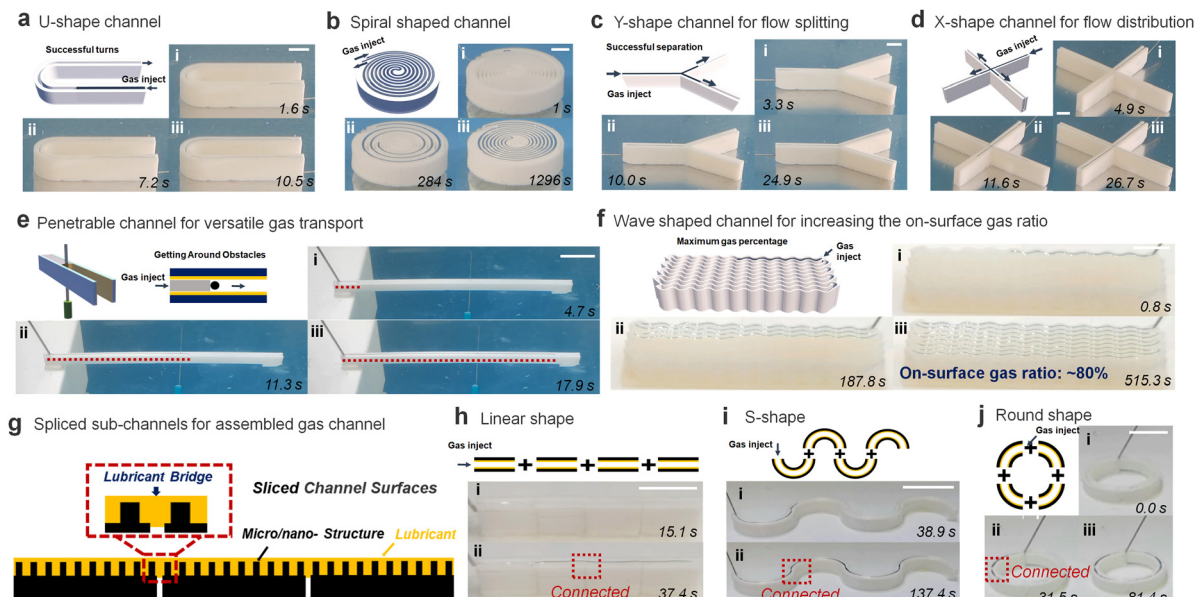 a U-shape channel
Successful turns
Gas inject
i
1.6 s
ii
7.2 s
iii
10.5 s
b Spiral shaped channel
Gas inject
i
1 s
ii
284 s
iii
1296 s
c Y-shape channel for flow splitting
Successful separation
Gas inject
i
3.3 s
ii
10.0 s
iii
24.9 s
d X-shape channel for flow distribution
Gas inject
i
4.9 s
ii
11.6 s
iii
26.7 s
e Penetrable channel for versatile gas transport
Getting Around Obstacles
Gas inject
i
4.7 s
ii
11.3 s
iii
17.9 s
f Wave shaped channel for increasing the on-surface gas ratio
Maximum gas percentage
Gas
inject
i
0.8 s
ii
187.8 s
iii
On-surface gas ratio: ~80%
515.3 s
g Spliced sub-channels for assembled gas channel
Lubricant Bridge
Sliced Channel Surfaces
Micro/nano- Structure
Lubricant
h Linear shape
Gas inject
+ + +
i
15.1 s
ii
Connected
37.4 s
i S-shape
Gas inject
+ + +
i
38.9 s
ii
Connected
137.4 s
j Round shape
Gas inject
+
+ +
+
i
0.0 s
ii
Connected
31.5 s
iii
81.4 s